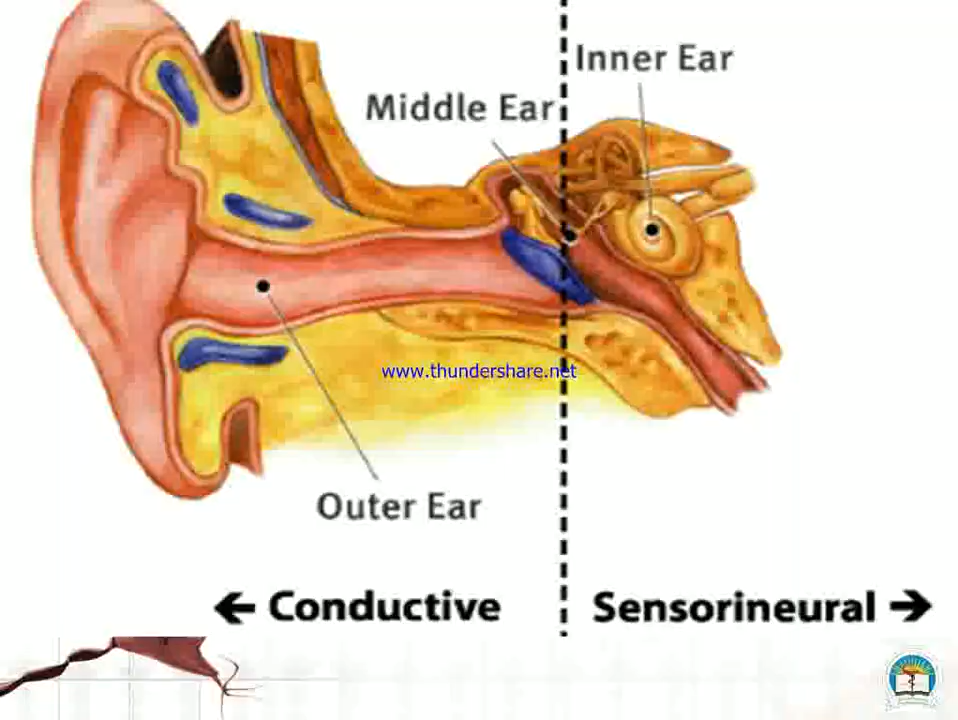 Inner Ear
Middle Ear
www.thundershare.net
Outer Ear
← Conductive
Sensorineural →